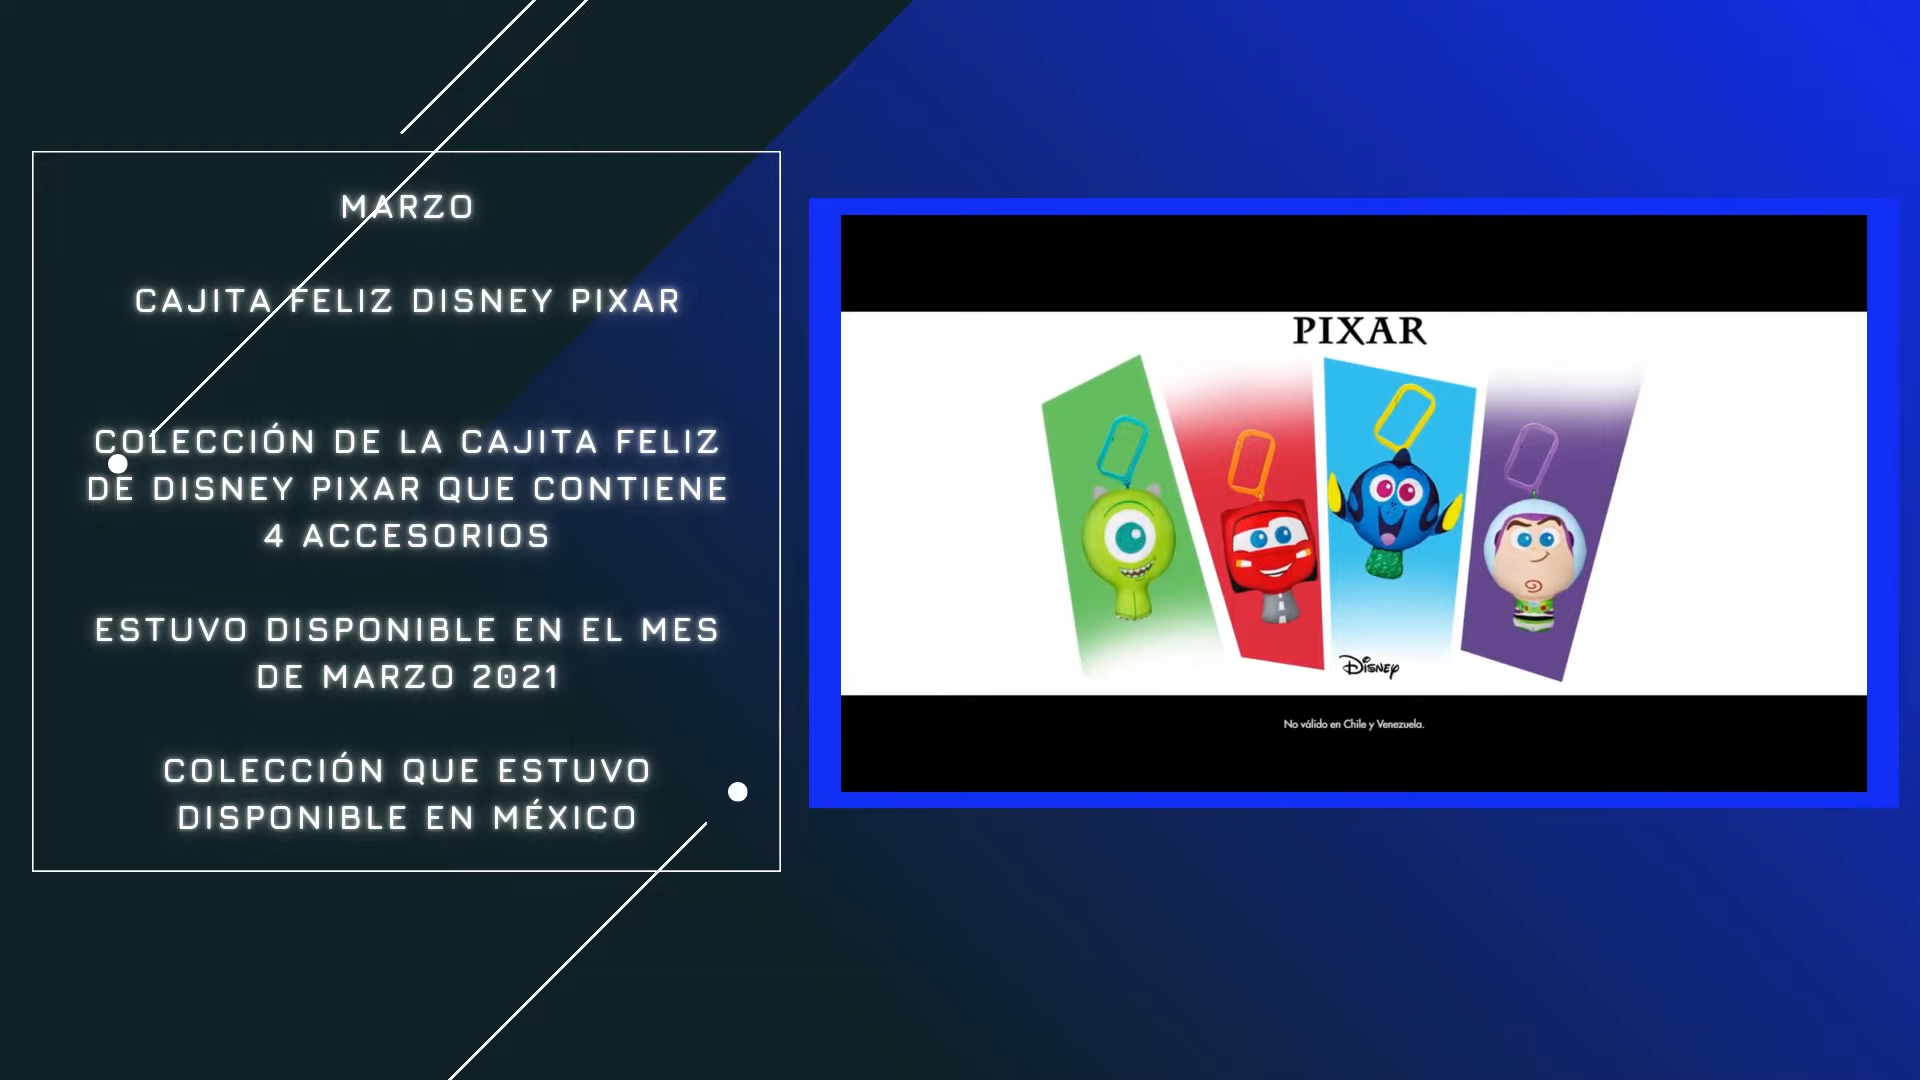 MARZO
CAJITA FELIZ DISNEY PIXAR
COLECCIÓN DE LA CAJITA FELIZ
DE DISNEY PIXAR QUE CONTIENE
4 ACCESORIOS
ESTUVO DISPONIBLE EN EL MES
DE MARZO 2021
COLECCIÓN QUE ESTUVO
DISPONIBLE EN MÉXICO
PIXAR
Disney
No válido en Chile y Venezuela.